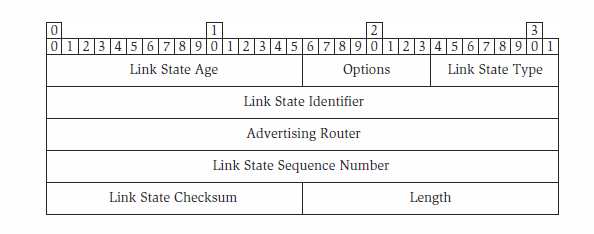 0 1 2 3
0 1 2 3 4 5 6 7 8 9 0 1 2 3 4 5 6 7 8 9 0 1 2 3 4 5 6 7 8 9 0 1
Link State Age Options Link State Type
Link State Identifier
Advertising Router
Link State Sequence Number
Link State Checksum Length